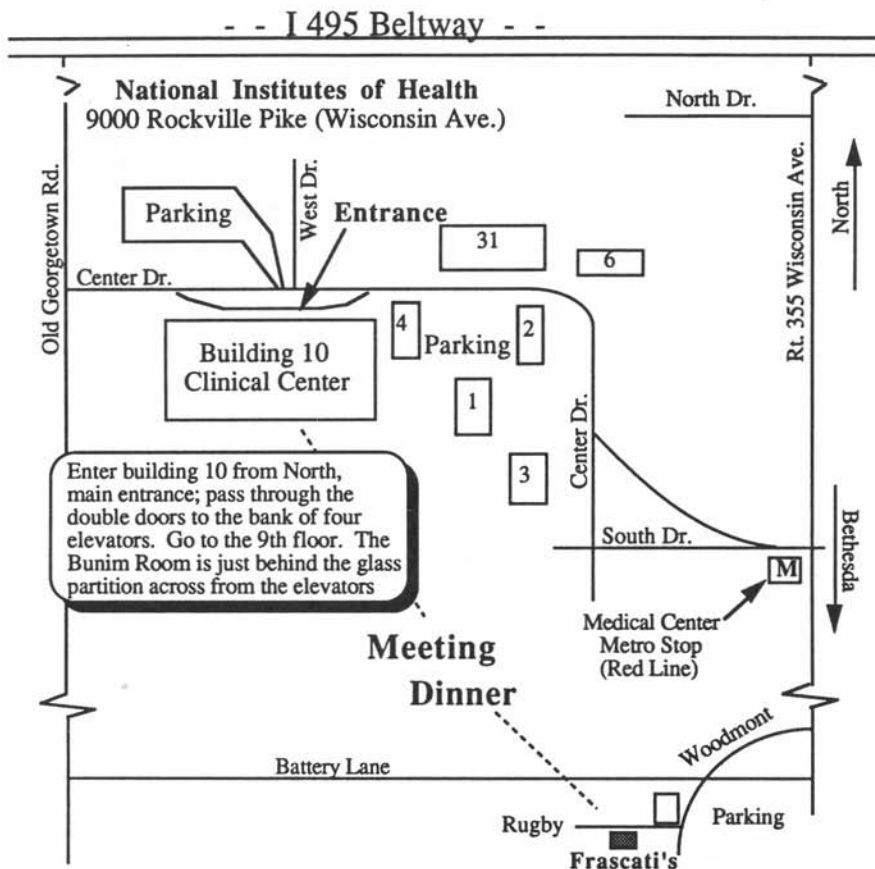 - - I 495 Beltway - -
National Institutes of Health
9000 Rockville Pike (Wisconsin Ave.)
North Dr.
Old Georgetown Rd.
West Dr.
Rt. 355 Wisconsin Ave.
North
Parking
Entrance
31
6
Center Dr.
4
Parking
2
Building 10
Clinical Center
1
Center Dr.
3
Enter building 10 from North,
main entrance; pass through the
double doors to the bank of four
elevators. Go to the 9th floor. The
Bunim Room is just behind the glass
partition across from the elevators
South Dr.
M
Bethesda
Medical Center
Metro Stop
(Red Line)
Meeting
Dinner
Woodmont
Battery Lane
Rugby
Parking
Frascati's